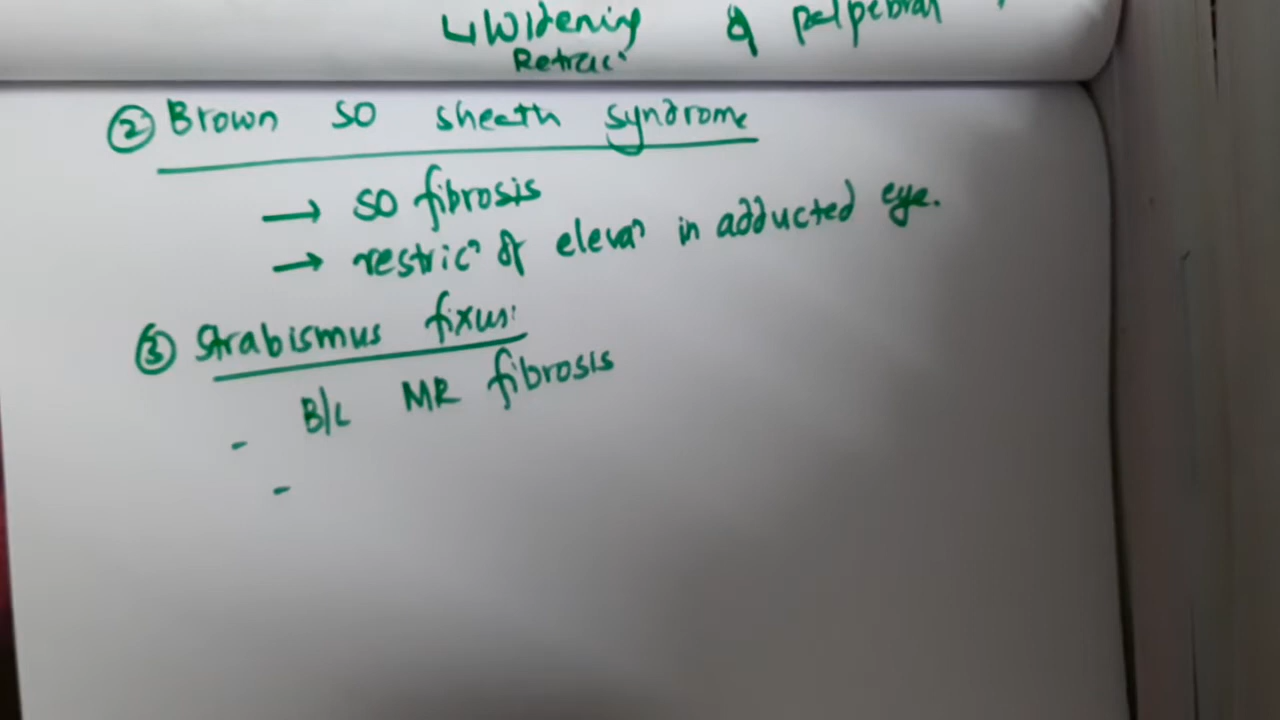 ↳ Widening of palpebral
Retrac^n
② Brown SO sheath syndrome
→ SO fibrosis
→ restric^n of eleva^n in adducted eye.
③ Strabismus fixus:
- B/L MR fibrosis
-